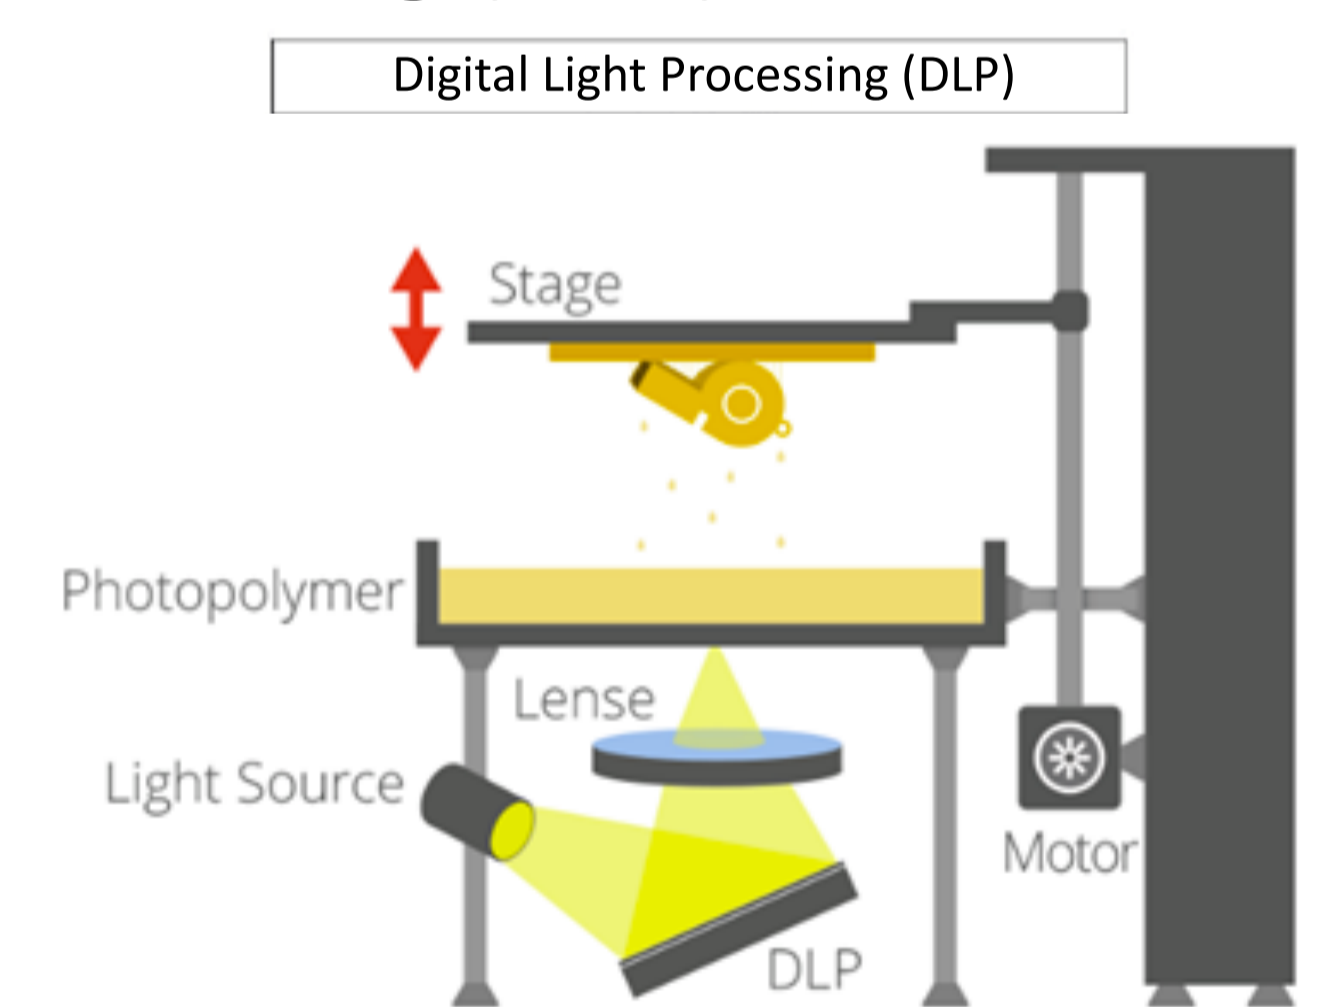 Digital Light Processing (DLP)
Stage
Photopolymer
Lense
Light Source
Motor
DLP